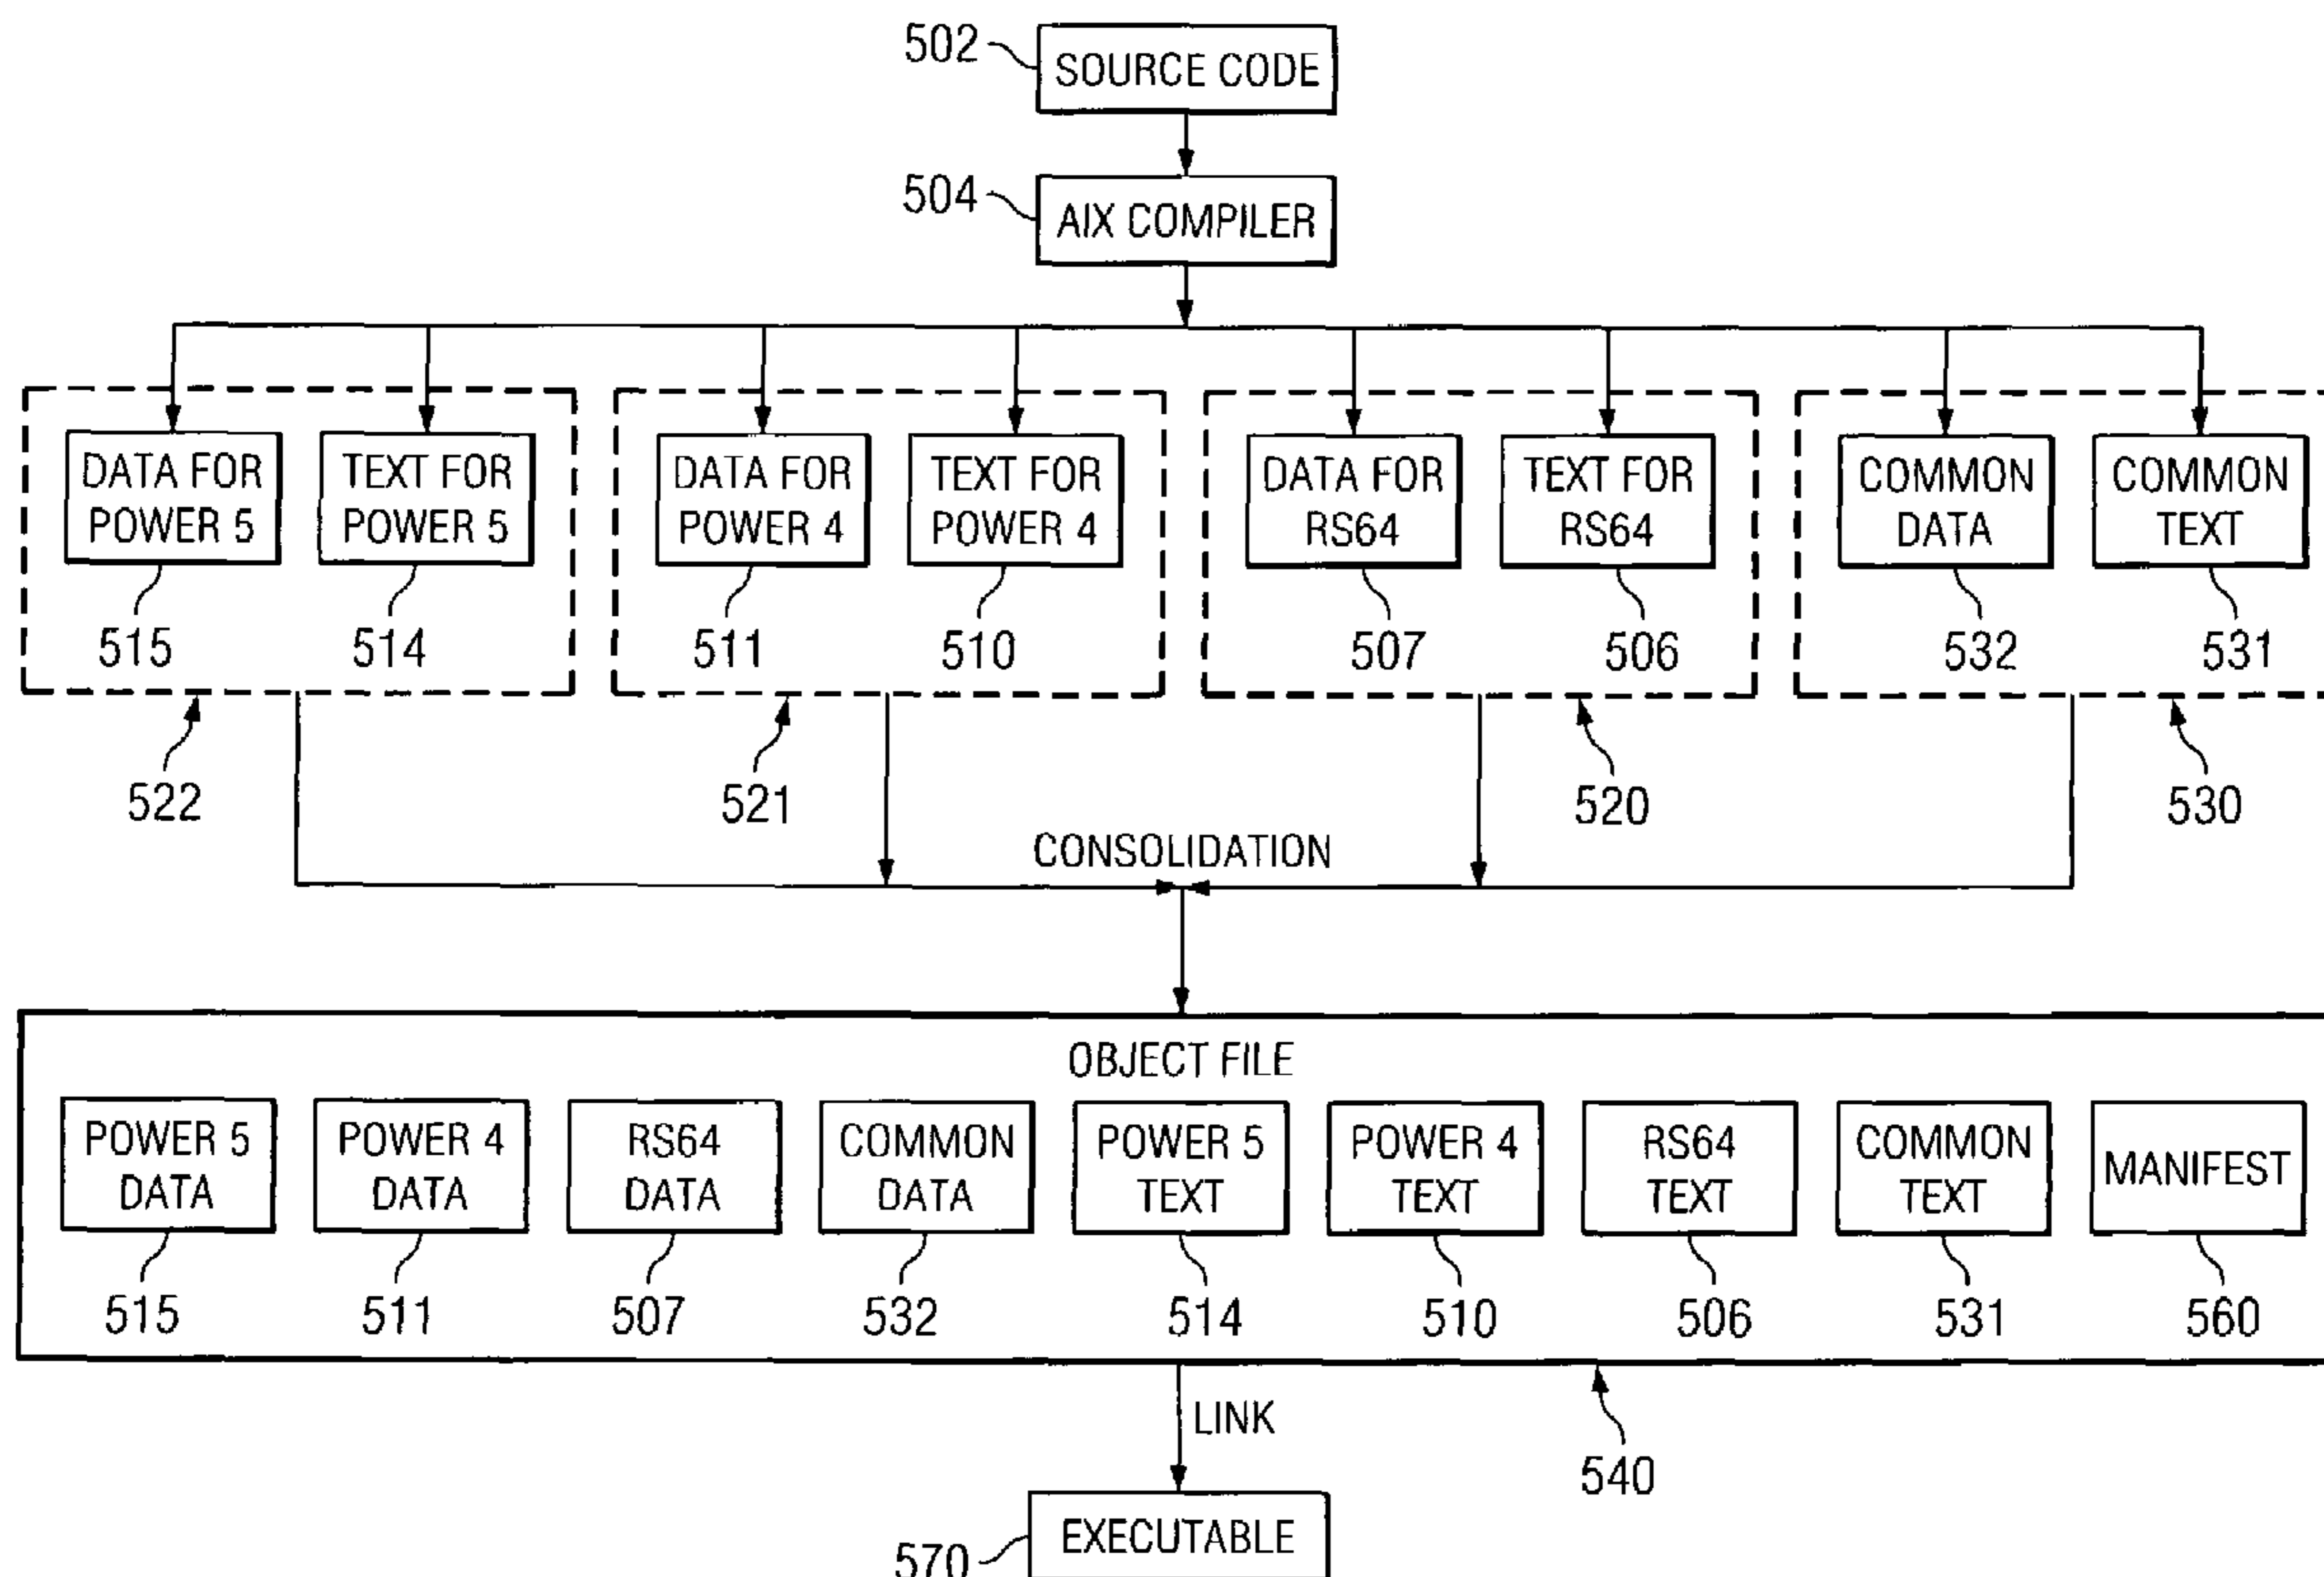 502
SOURCE CODE
504
AIX COMPILER
DATA FOR
POWER 5
TEXT FOR
POWER 5
DATA FOR
POWER 4
TEXT FOR
POWER 4
DATA FOR
RS64
TEXT FOR
RS64
COMMON
DATA
COMMON
TEXT
515
514
511
510
507
506
532
531
522
521
520
530
CONSOLIDATION
OBJECT FILE
POWER 5
DATA
POWER 4
DATA
RS64
DATA
COMMON
DATA
POWER 5
TEXT
POWER 4
TEXT
RS64
TEXT
COMMON
TEXT
MANIFEST
515
511
507
532
514
510
506
531
560
LINK
540
EXECUTABLE
570